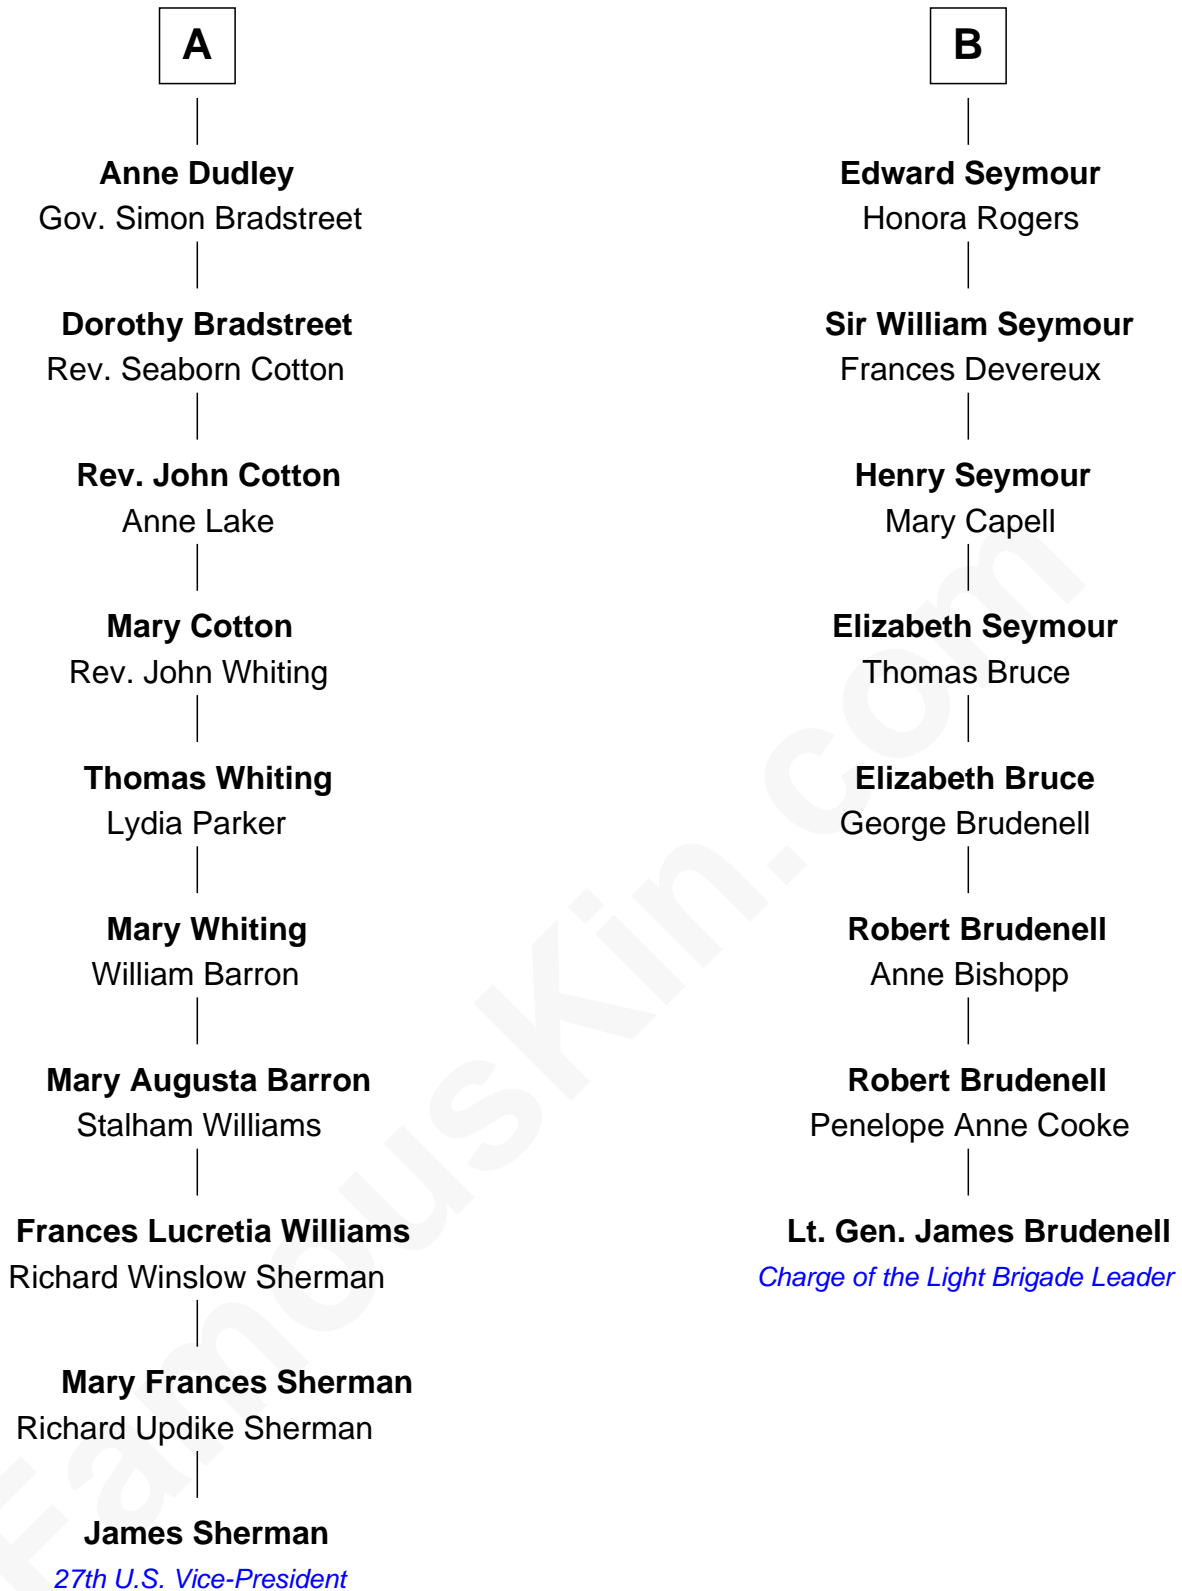 A
Anne Dudley
Gov. Simon Bradstreet
Dorothy Bradstreet
Rev. Seaborn Cotton
Rev. John Cotton
Anne Lake
Mary Cotton
Rev. John Whiting
Thomas Whiting
Lydia Parker
Mary Whiting
William Barron
Mary Augusta Barron
Stalham Williams
Frances Lucretia Williams
Richard Winslow Sherman
Mary Frances Sherman
Richard Updike Sherman
James Sherman
27th U.S. Vice-President
B
Edward Seymour
Honora Rogers
Sir William Seymour
Frances Devereux
Henry Seymour
Mary Capell
Elizabeth Seymour
Thomas Bruce
Elizabeth Bruce
George Brudenell
Robert Brudenell
Anne Bishopp
Robert Brudenell
Penelope Anne Cooke
Lt. Gen. James Brudenell
Charge of the Light Brigade Leader
FamousKin.com